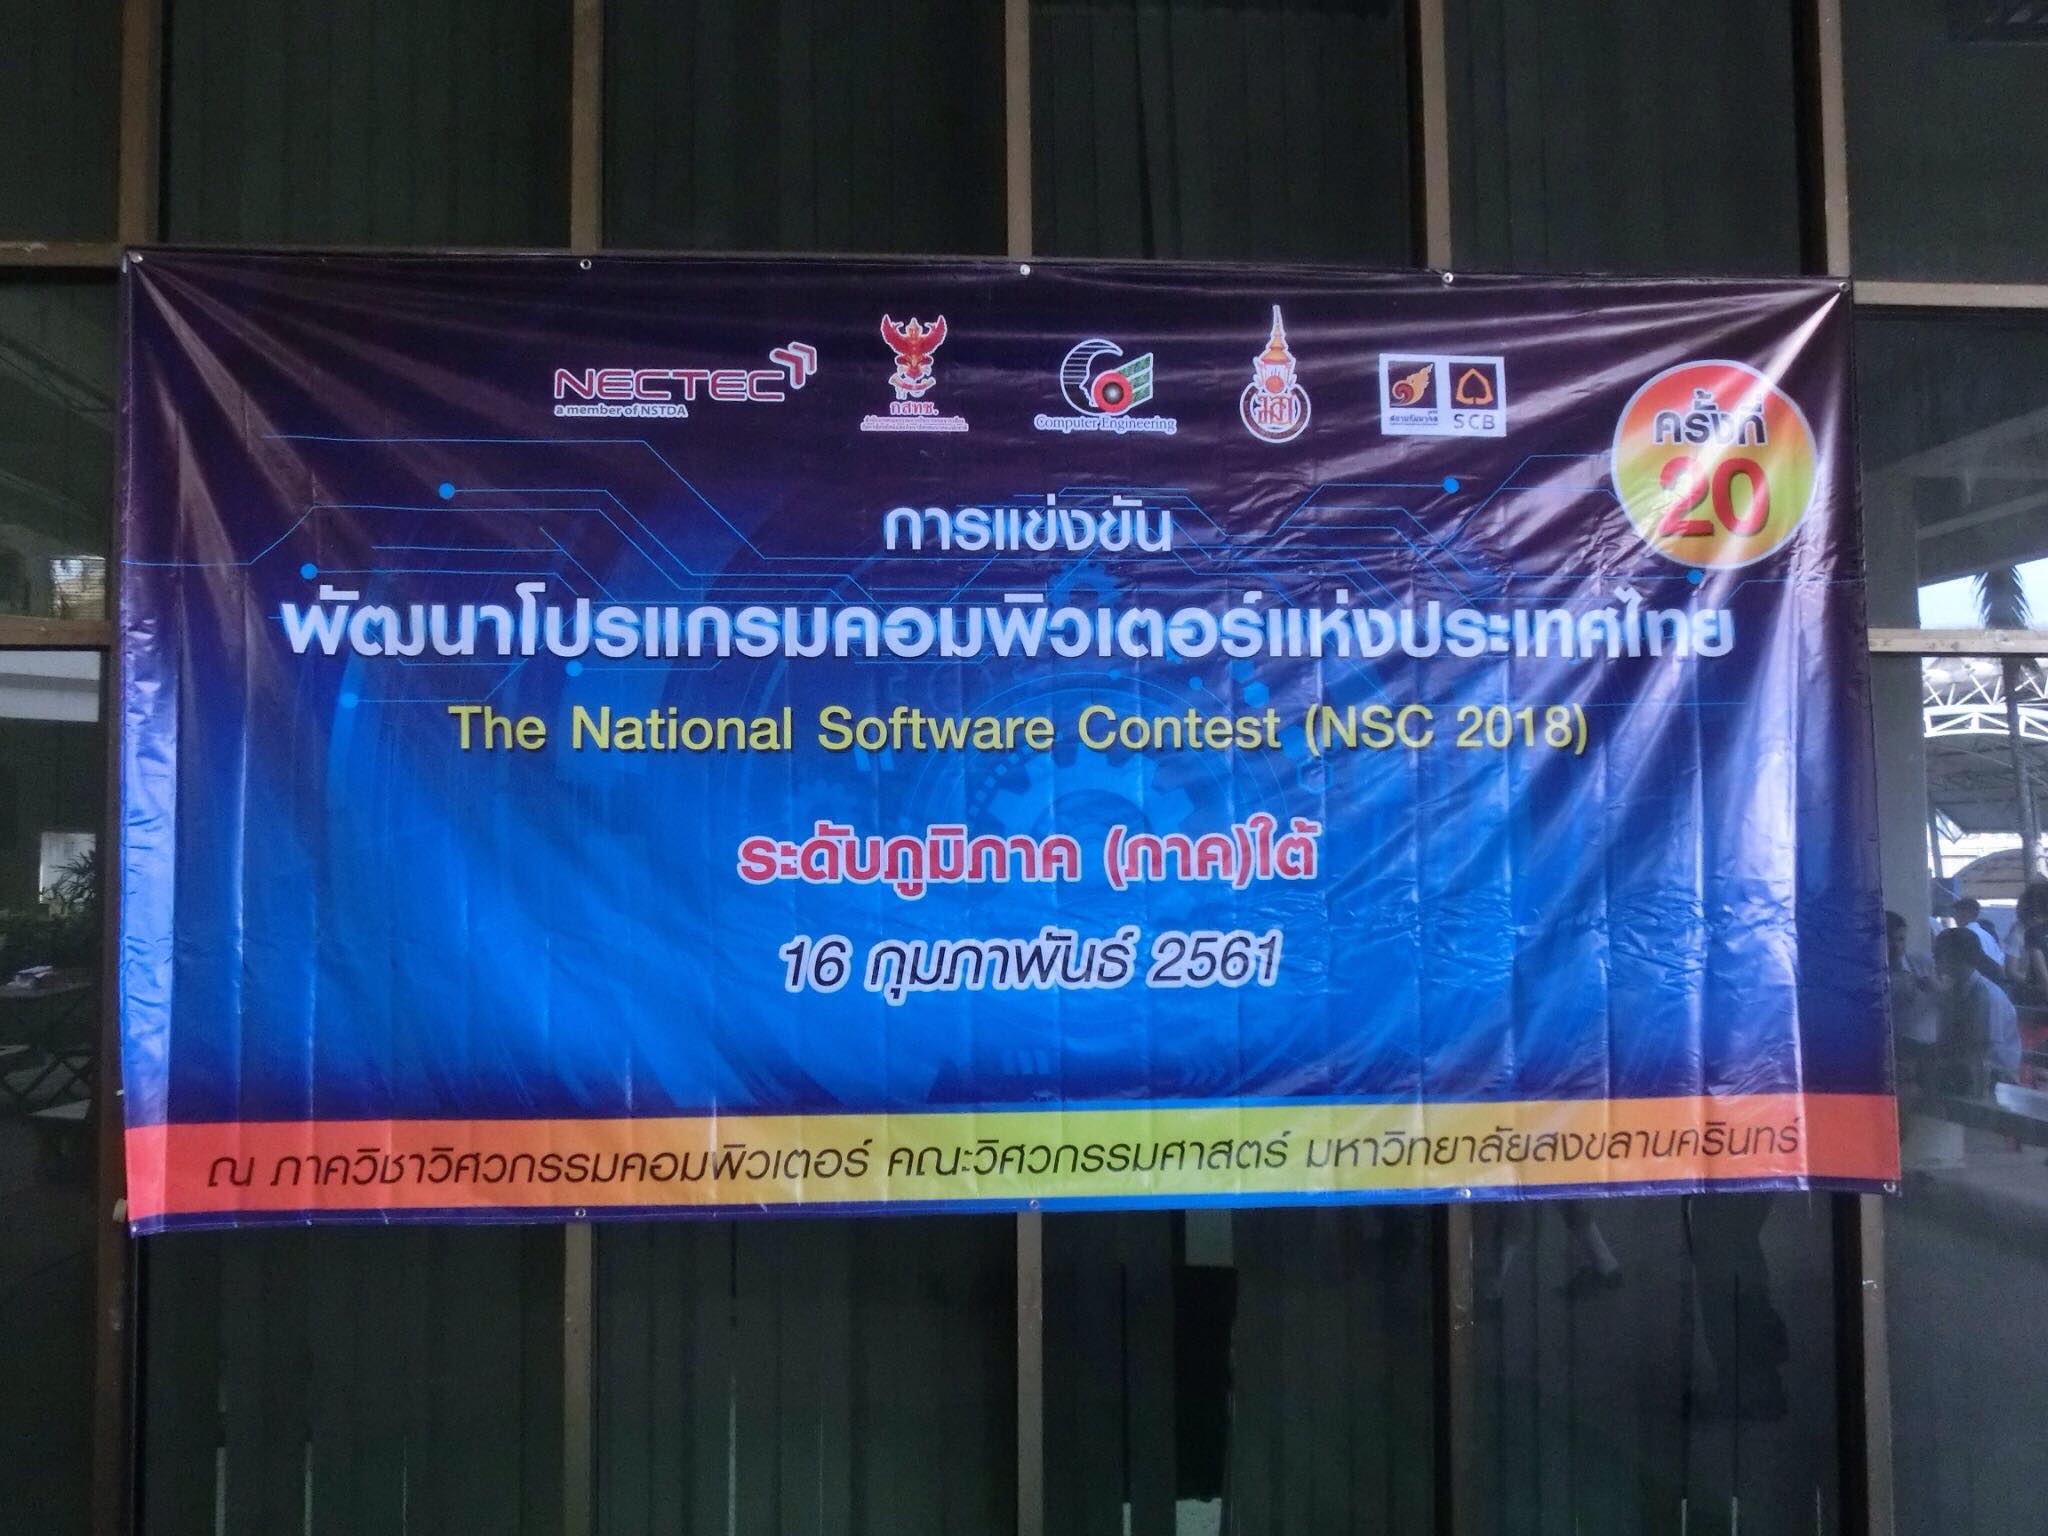 NECTEC
a member of NSTDA
กสทช.
Computer Engineering
ม.อ.
SCB
ครั้งที่
20
การแข่งขัน
พัฒนาโปรแกรมคอมพิวเตอร์แห่งประเทศไทย
The National Software Contest (NSC 2018)
ระดับภูมิภาค (ภาค)ใต้
16 กุมภาพันธ์ 2561
ณ ภาควิชาวิศวกรรมคอมพิวเตอร์ คณะวิศวกรรมศาสตร์ มหาวิทยาลัยสงขลานครินทร์